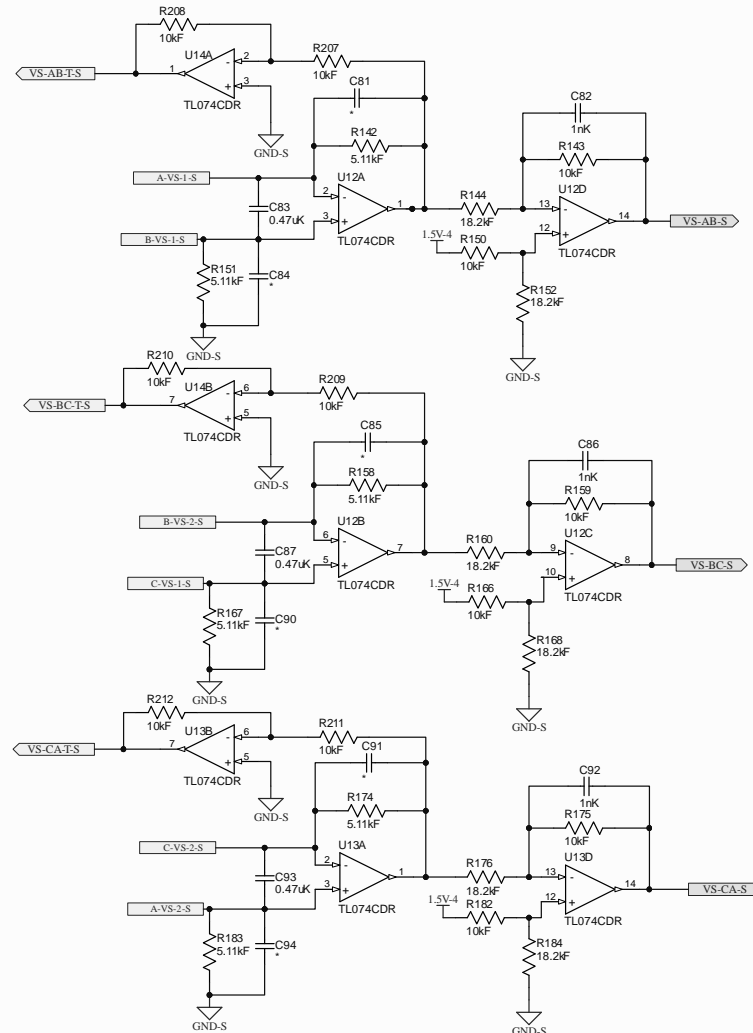 R208
10kF
U14A
2
1
3
TL074CDR
VS-AB-T-S
GND-S
R207
10kF
C81
*
R142
5.11kF
A-VS-1-S
C83
0.47uK
B-VS-1-S
U12A
2
3
1
TL074CDR
R151
5.11kF
C84
*
GND-S
C82
1nK
R143
10kF
R144
18.2kF
U12D
13
12
14
TL074CDR
VS-AB-S
1.5V-4
R150
10kF
R152
18.2kF
GND-S
R210
10kF
U14B
6
7
5
TL074CDR
VS-BC-T-S
GND-S
R209
10kF
C85
*
R158
5.11kF
B-VS-2-S
C87
0.47uK
C-VS-1-S
U12B
6
5
7
TL074CDR
R167
5.11kF
C90
*
GND-S
C86
1nK
R159
10kF
R160
18.2kF
U12C
9
10
8
TL074CDR
VS-BC-S
1.5V-4
R166
10kF
R168
18.2kF
GND-S
R212
10kF
U13B
6
7
5
TL074CDR
VS-CA-T-S
GND-S
R211
10kF
C91
*
R174
5.11kF
C-VS-2-S
C93
0.47uK
A-VS-2-S
U13A
2
3
1
TL074CDR
R183
5.11kF
C94
*
GND-S
C92
1nK
R175
10kF
R176
18.2kF
U13D
13
12
14
TL074CDR
VS-CA-S
1.5V-4
R182
10kF
R184
18.2kF
GND-S